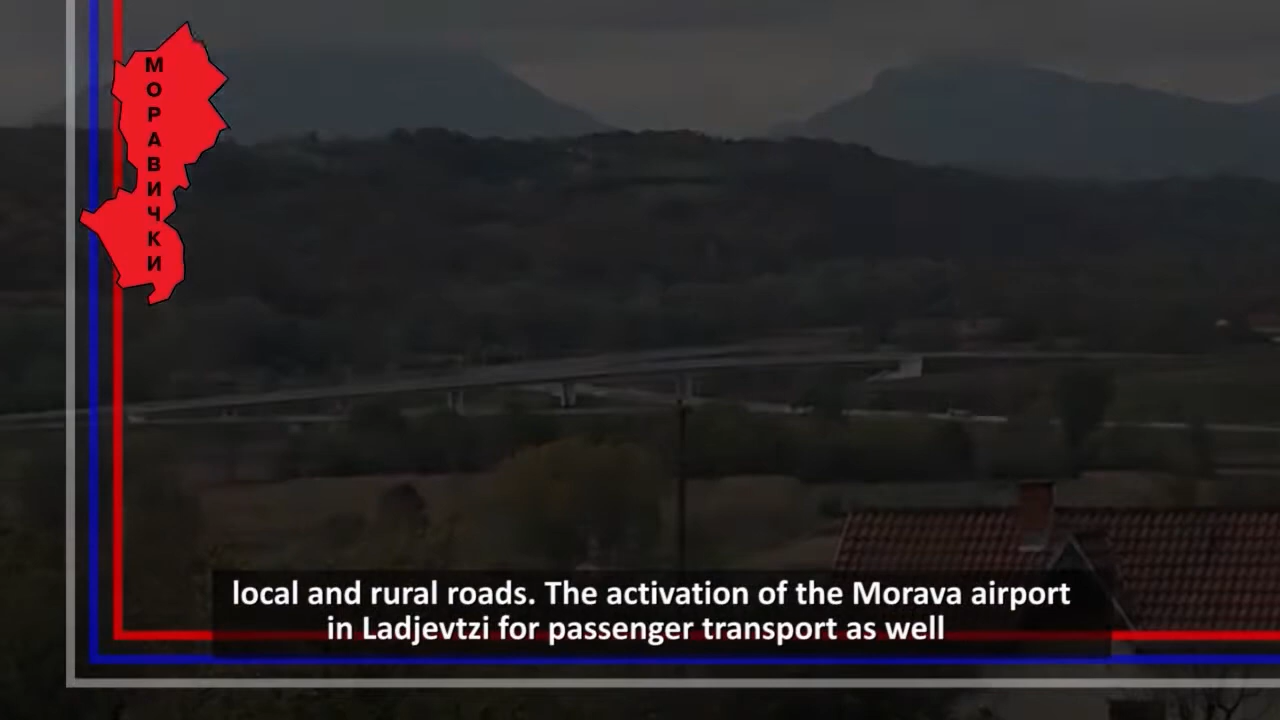 МОРАВИЧКИ
local and rural roads. The activation of the Morava airport
in Ladjevtzi for passenger transport as well